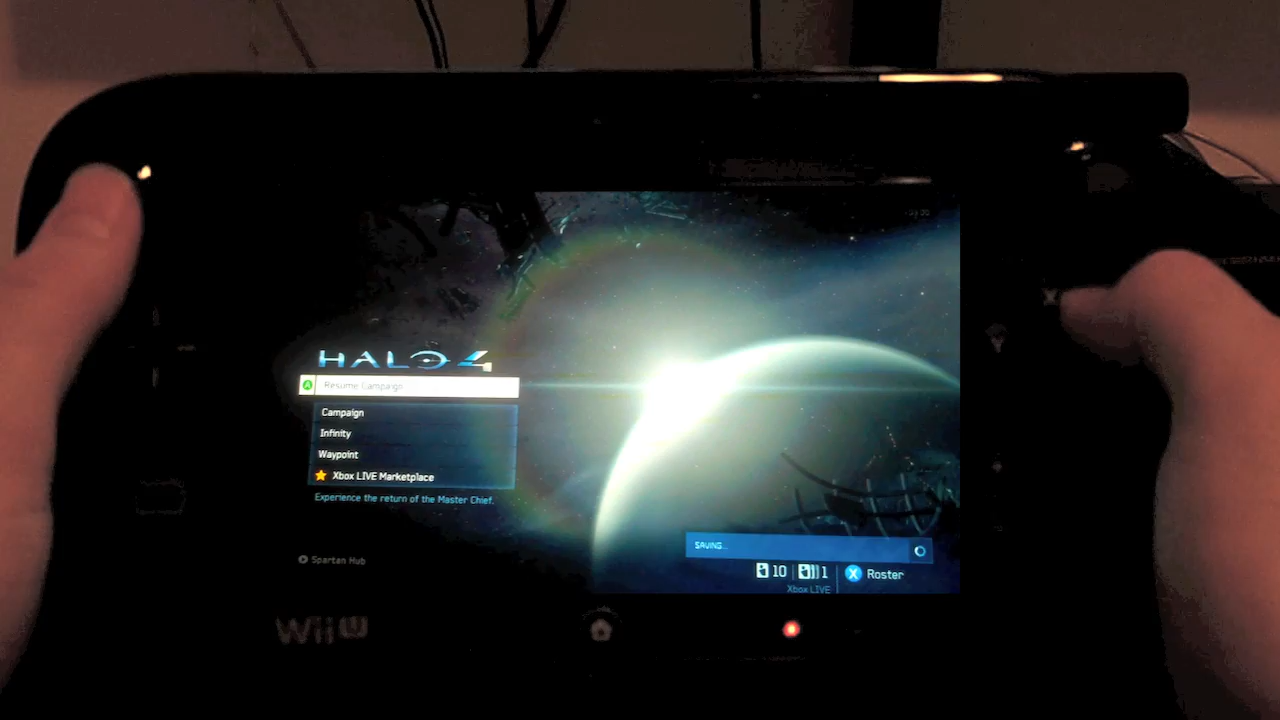 HALO 4
A Resume Campaign
Campaign
Infinity
Waypoint
Xbox LIVE Marketplace
Experience the return of the Master Chief.
SAVING...
Spartan Hub
10 1 X Roster
Xbox LIVE
Wii U
X